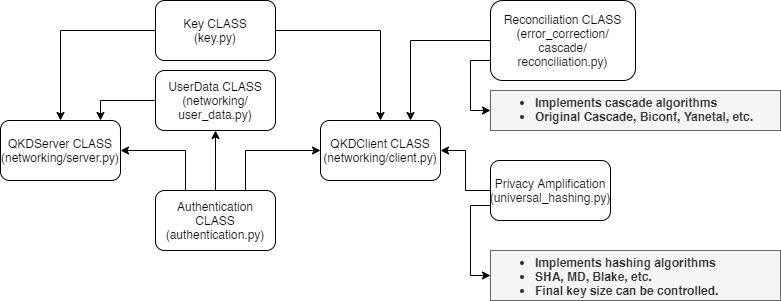 Key CLASS
(key.py)
Reconciliation CLASS
(error_correction/
cascade/
reconciliation.py)
UserData CLASS
(networking/
user_data.py)
• Implements cascade algorithms
• Original Cascade, Biconf, Yanetal, etc.
QKDServer CLASS
(networking/server.py)
QKDClient CLASS
(networking/client.py)
Privacy Amplification
(universal_hashing.py)
Authentication
CLASS
(authentication.py)
• Implements hashing algorithms
• SHA, MD, Blake, etc.
• Final key size can be controlled.